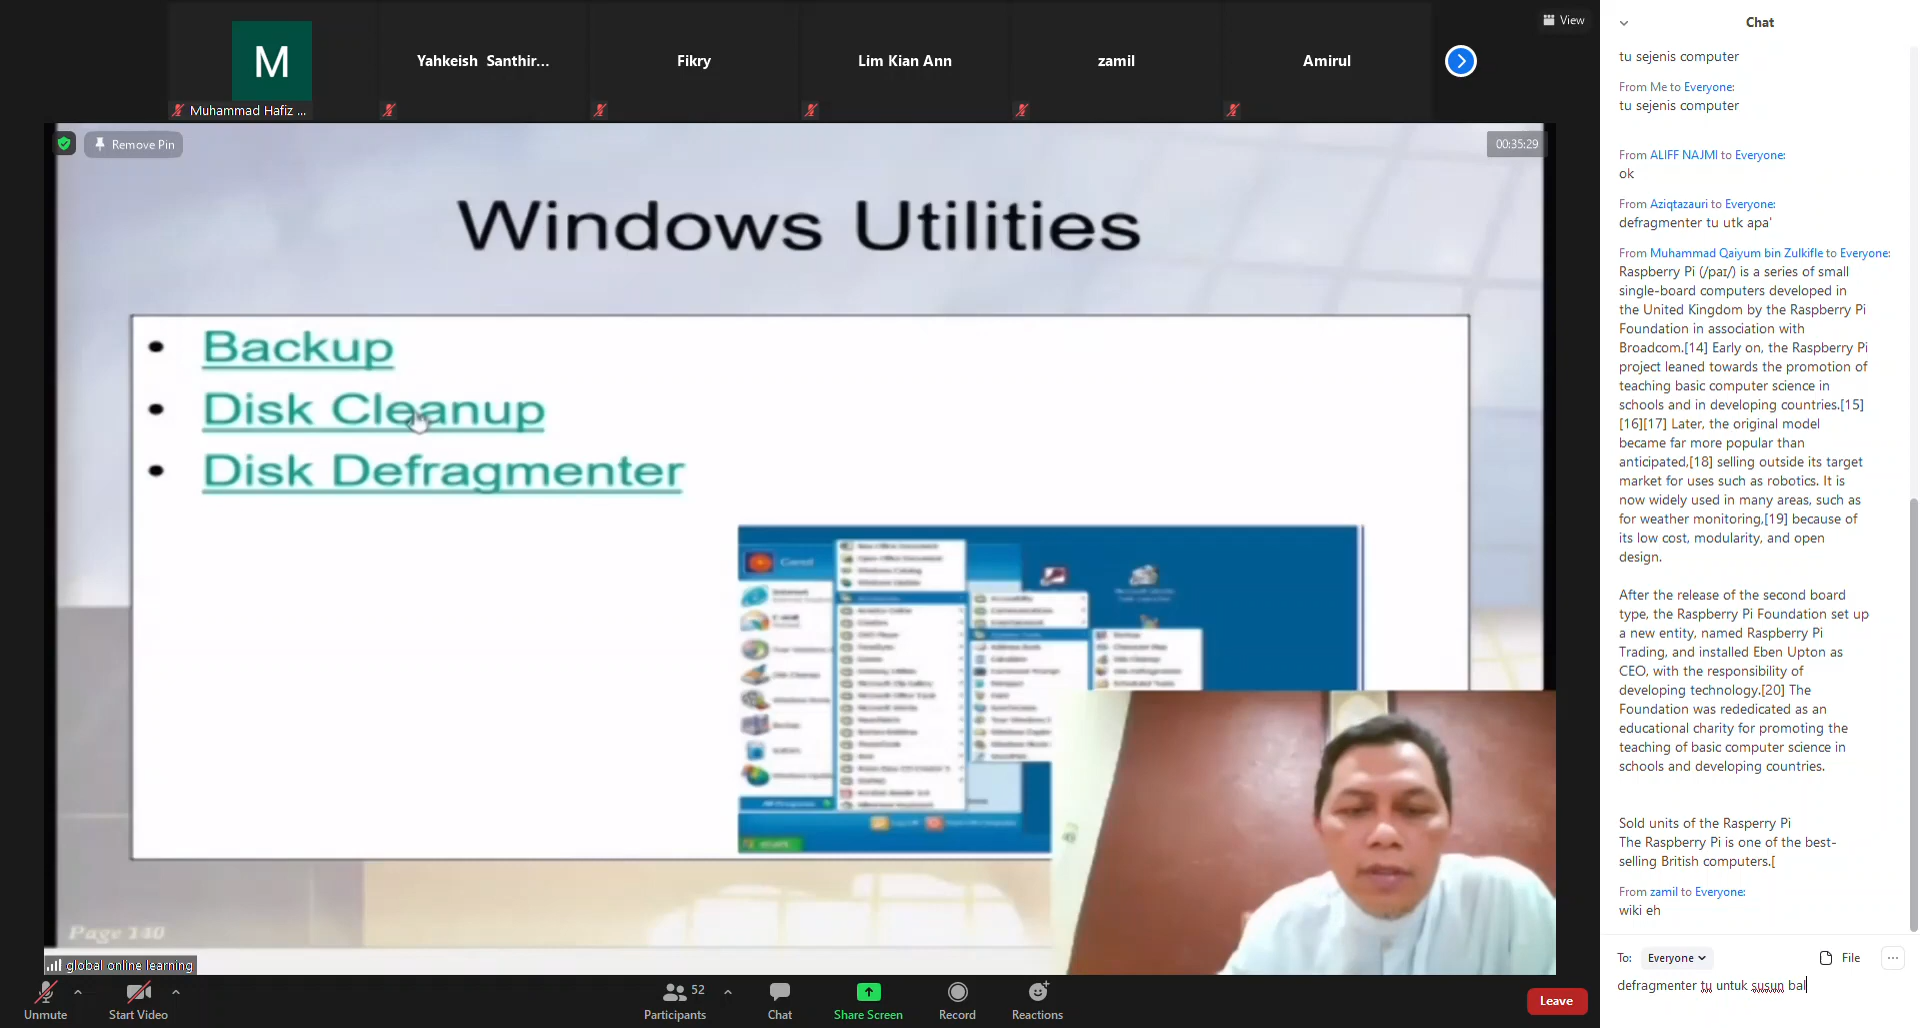 View
Chat
M
Yahkeish Santhir...
Fikry
Lim Kian Ann
zamil
Amirul
Muhammad Hafiz ...
Remove Pin
00:35:29
Windows Utilities
• Backup
• Disk Cleanup
• Disk Defragmenter
Page 140
global online learning
Unmute
Start Video
52
Participants
Chat
Share Screen
Record
Reactions
Leave
tu sejenis computer
From Me to Everyone:
tu sejenis computer
From ALIFF NAJMI to Everyone:
ok
From Aziqtazauri to Everyone:
defragmenter tu utk apa'
From Muhammad Qaiyum bin Zulkifle to Everyone:
Raspberry Pi (/paɪ/) is a series of small
single-board computers developed in
the United Kingdom by the Raspberry Pi
Foundation in association with
Broadcom.[14] Early on, the Raspberry Pi
project leaned towards the promotion of
teaching basic computer science in
schools and in developing countries.[15]
[16][17] Later, the original model
became far more popular than
anticipated,[18] selling outside its target
market for uses such as robotics. It is
now widely used in many areas, such as
for weather monitoring,[19] because of
its low cost, modularity, and open
design.
After the release of the second board
type, the Raspberry Pi Foundation set up
a new entity, named Raspberry Pi
Trading, and installed Eben Upton as
CEO, with the responsibility of
developing technology.[20] The
Foundation was rededicated as an
educational charity for promoting the
teaching of basic computer science in
schools and developing countries.
Sold units of the Rasperry Pi
The Raspberry Pi is one of the best-
selling British computers.[
From zamil to Everyone:
wiki eh
To: Everyone
File
defragmenter tu untuk susun bal